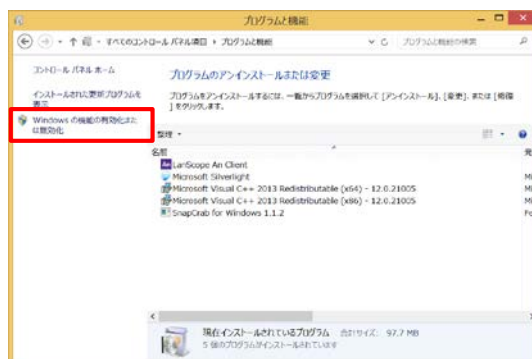 プログラムと機能
すべてのコントロール パネル項目 › プログラムと機能
プログラムと機能の検索
コントロール パネル ホーム
インストールされた更新プログラムを
表示
Windows の機能の有効化また
は無効化
プログラムのアンインストールまたは変更
プログラムをアンインストールするには、一覧からプログラムを選択して [アンインストール]、[変更]、または [修復
] をクリックします。
整理
名前
発
LanScope An Client
Microsoft Silverlight
Mi
Microsoft Visual C++ 2013 Redistributable (x64) - 12.0.21005
Mi
Microsoft Visual C++ 2013 Redistributable (x86) - 12.0.21005
Mi
SnapCrab for Windows 1.1.2
Fe
現在インストールされているプログラム 合計サイズ: 97.7 MB
5 個のプログラムがインストールされています